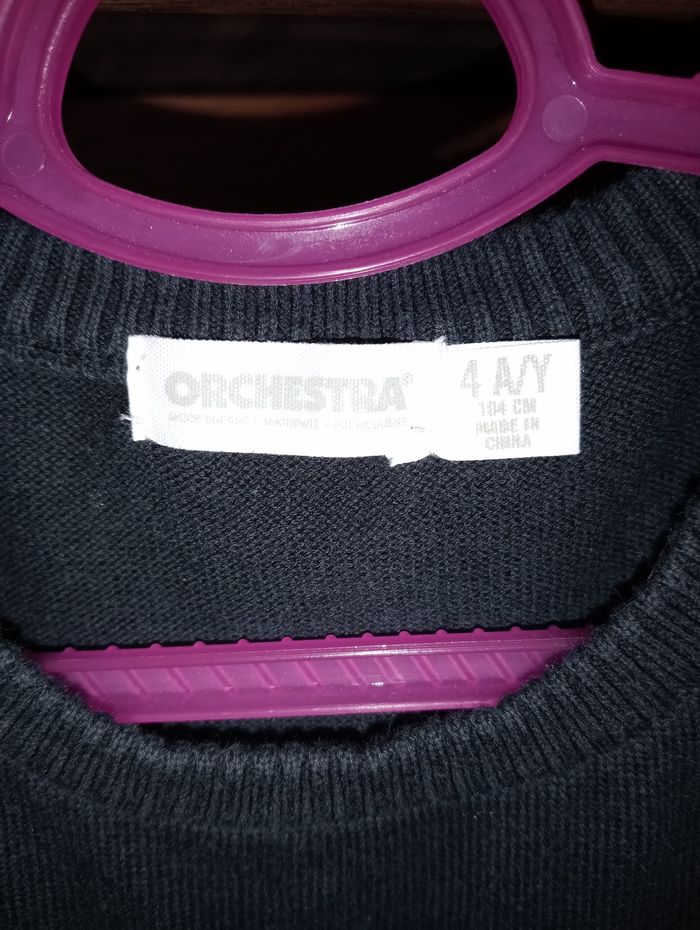 ORCHESTRA®
4 A/Y
104 CM
MADE IN
CHINA